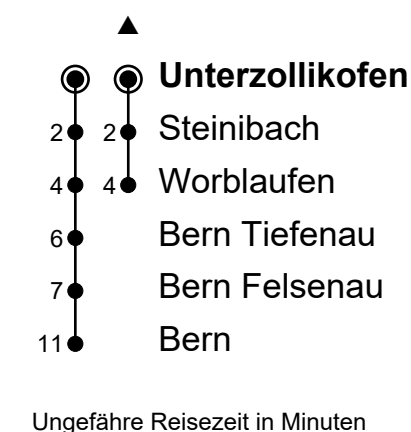 Unterzollikofen
2 2 Steinibach
4 4 Worblaufen
6 Bern Tiefenau
7 Bern Felsenau
11 Bern
Ungefähre Reisezeit in Minuten